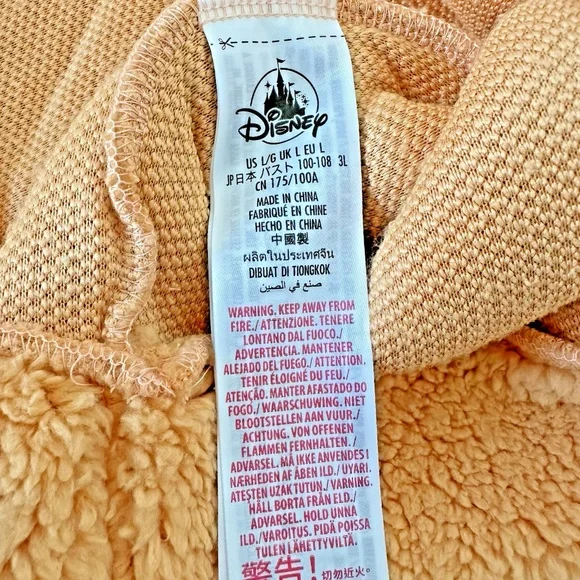 Disney
US L/G UK L EU L
JP日本 バスト 100-108 3L
CN 175/100A
MADE IN CHINA
FABRIQUÉ EN CHINE
HECHO EN CHINA
中國製
ผลิตในประเทศจีน
DIBUAT DI TIONGKOK
صنع في الصين
WARNING. KEEP AWAY FROM
FIRE./ ATTENZIONE. TENERE
LONTANO DAL FUOCO./
ADVERTENCIA. MANTENER
ALEJADO DEL FUEGO./ ATTENTION.
TENIR ÉLOIGNÉ DU FEU./
ATENÇÃO. MANTER AFASTADO DO
FOGO./ WAARSCHUWING. NIET
BLOOTSTELLEN AAN VUUR./
ACHTUNG. VON OFFENEN
FLAMMEN FERNHALTEN./
ADVARSEL. MÅ IKKE ANVENDES I
NÆRHEDEN AF ÅBEN ILD./ UYARI.
ATEŞTEN UZAK TUTUN./ VARNING.
HÅLL BORTA FRÅN ELD./
ADVARSEL. HOLD UNNA
ILD./ VAROITUS. PIDÄ POISSA
TULEN LÄHETTYVILTÄ.
警告! 切勿近火。